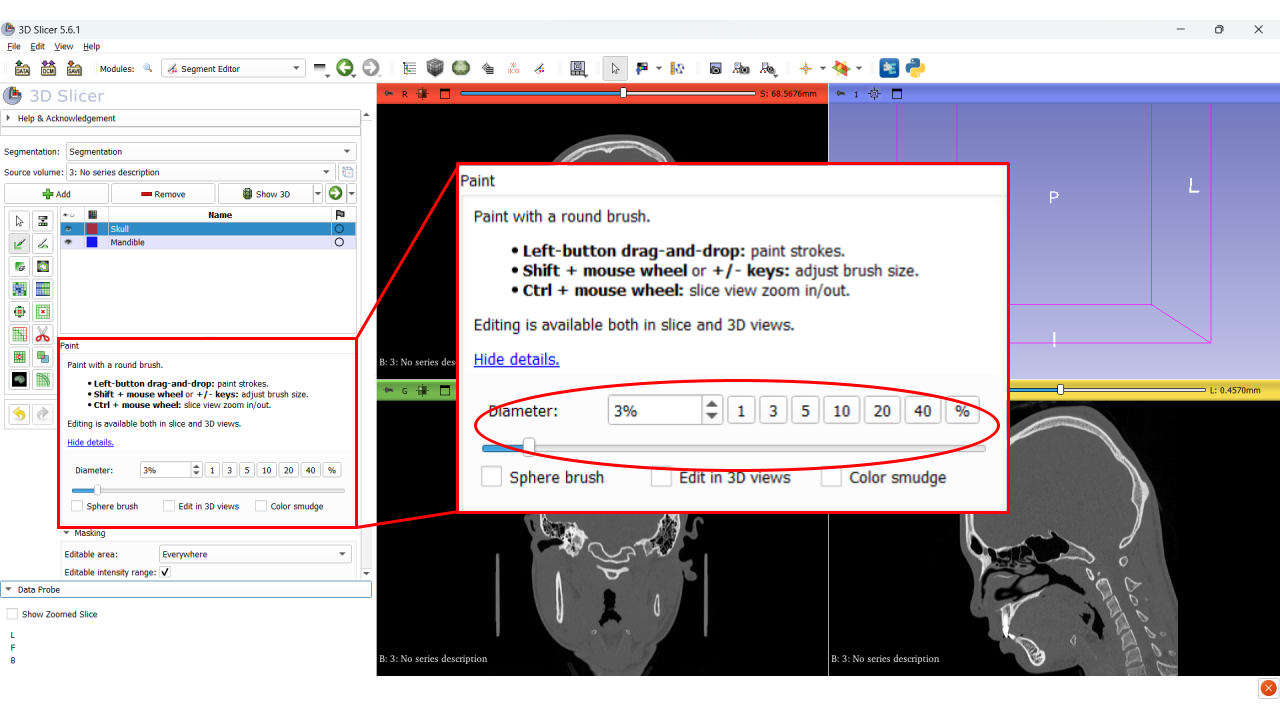 3D Slicer 5.6.1
File Edit View Help
DATA DCM SAVE Modules: Segment Editor
3D Slicer
Help & Acknowledgement
Segmentation: Segmentation
Source volume: 3: No series description
Add Remove Show 3D
Name
Skull
Mandible
Paint
Paint with a round brush.
• Left-button drag-and-drop: paint strokes.
• Shift + mouse wheel or +/- keys: adjust brush size.
• Ctrl + mouse wheel: slice view zoom in/out.
Editing is available both in slice and 3D views.
Hide details.
Diameter: 3% 1 3 5 10 20 40 %
Sphere brush Edit in 3D views Color smudge
Masking
Editable area: Everywhere
Editable intensity range:
Data Probe
Show Zoomed Slice
L
F
B
R S: 68.5676mm
1
P
L
I
B: 3: No series des
G
L: 0.4570mm
Paint
Paint with a round brush.
• Left-button drag-and-drop: paint strokes.
• Shift + mouse wheel or +/- keys: adjust brush size.
• Ctrl + mouse wheel: slice view zoom in/out.
Editing is available both in slice and 3D views.
Hide details.
Diameter: 3% 1 3 5 10 20 40 %
Sphere brush Edit in 3D views Color smudge
B: 3: No series description
B: 3: No series description